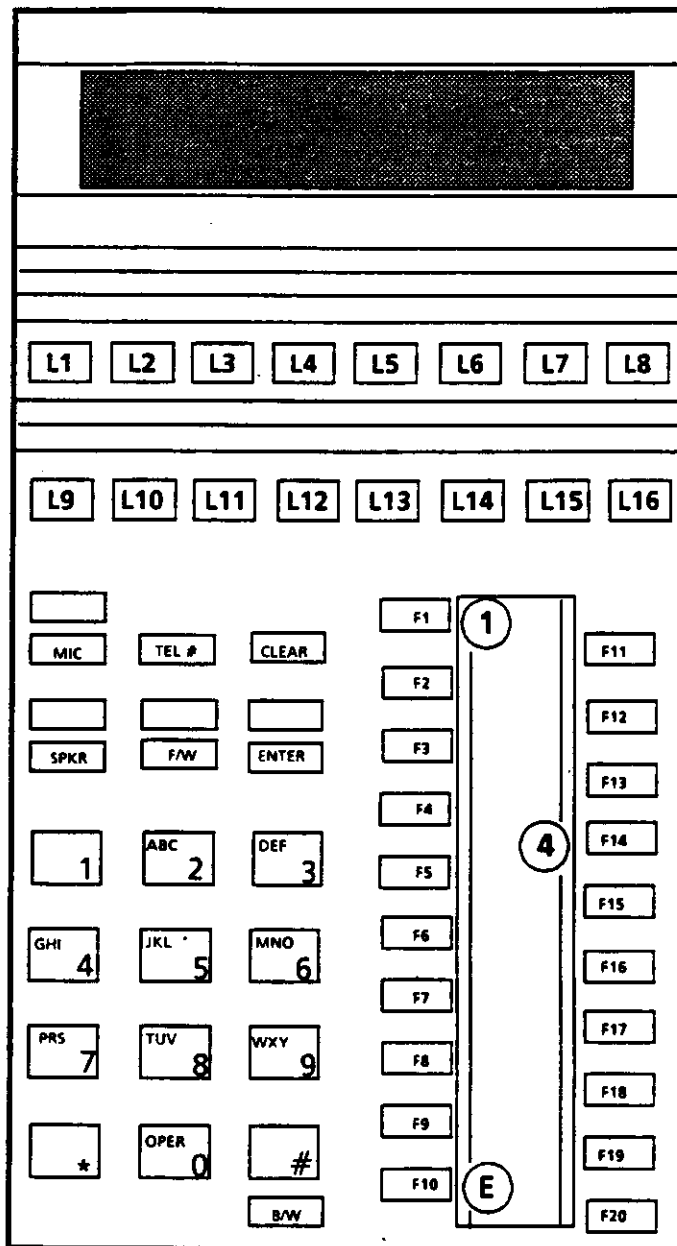 L1 L2 L3 L4 L5 L6 L7 L8
L9 L10 L11 L12 L13 L14 L15 L16
F1 1
MIC TEL # CLEAR F11
F2
F12
SPKR F/W ENTER F3
F13
F4
1 ABC 2 DEF 3 4 F14
F5
F15
GHI 4 JKL 5 MNO 6 F6
F16
F7
PRS 7 TUV 8 WXY 9 F17
F8
F18
F9
* OPER 0 # F19
F10 E
B/W F20